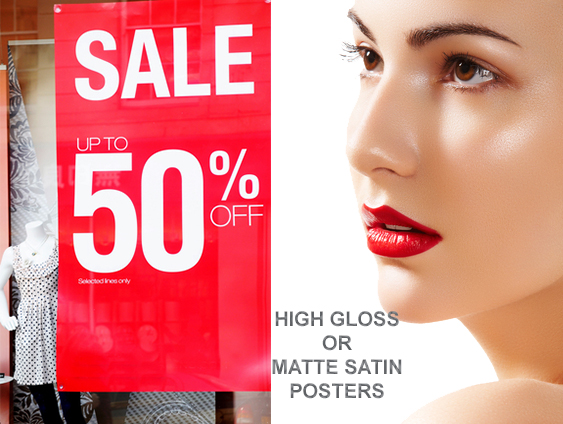 SALE
UP TO
50%
OFF
Selected lines only
HIGH GLOSS
OR
MATTE SATIN
POSTERS